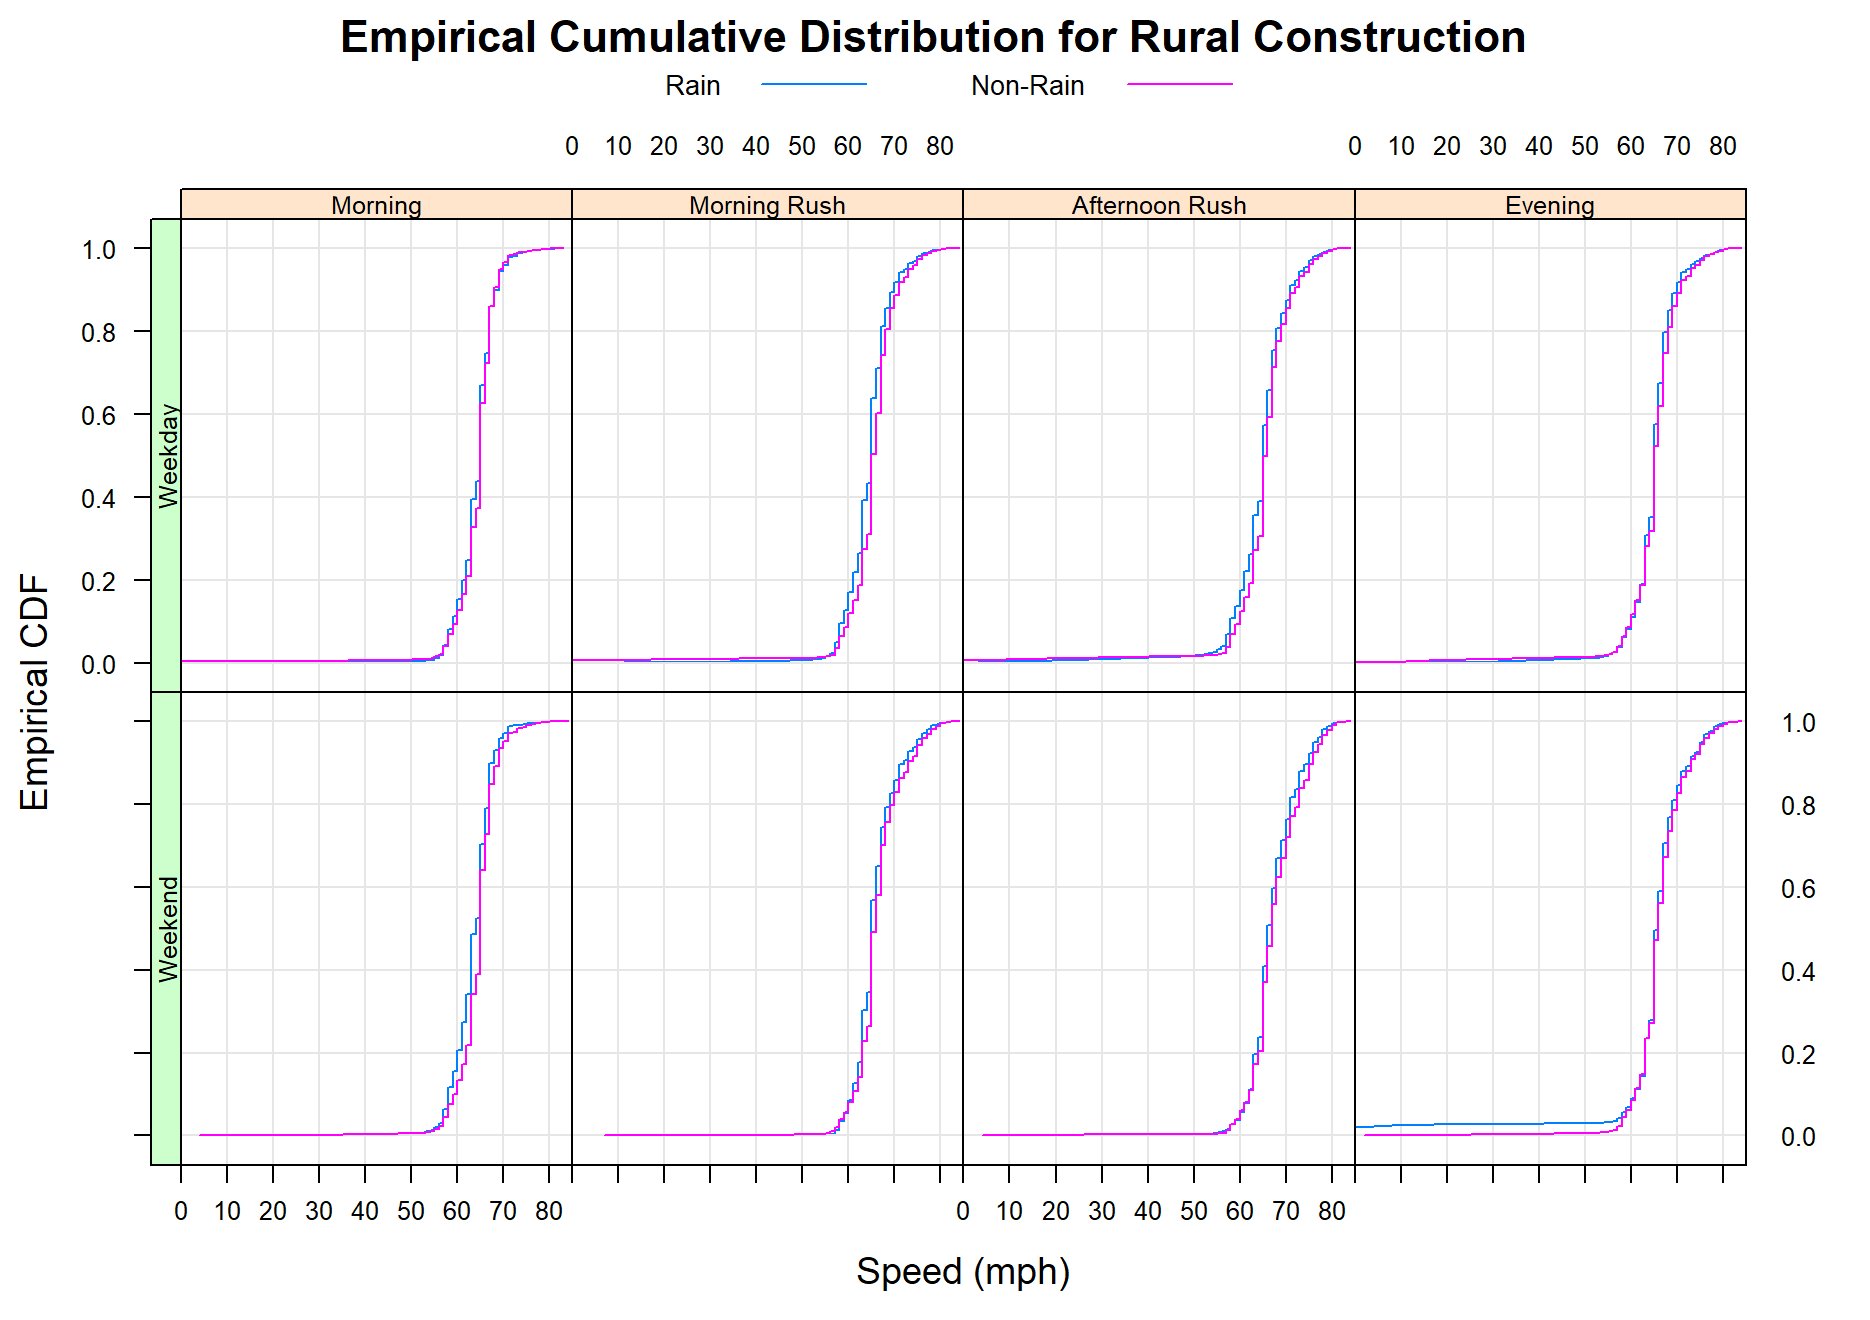 Empirical Cumulative Distribution for Rural Construction
Rain Non-Rain
0 10 20 30 40 50 60 70 80 0 10 20 30 40 50 60 70 80
Morning Morning Rush Afternoon Rush Evening
1.0
0.8
0.6
0.4
0.2
0.0
Weekday
Weekend
Empirical CDF
1.0
0.8
0.6
0.4
0.2
0.0
0 10 20 30 40 50 60 70 80 0 10 20 30 40 50 60 70 80
Speed (mph)